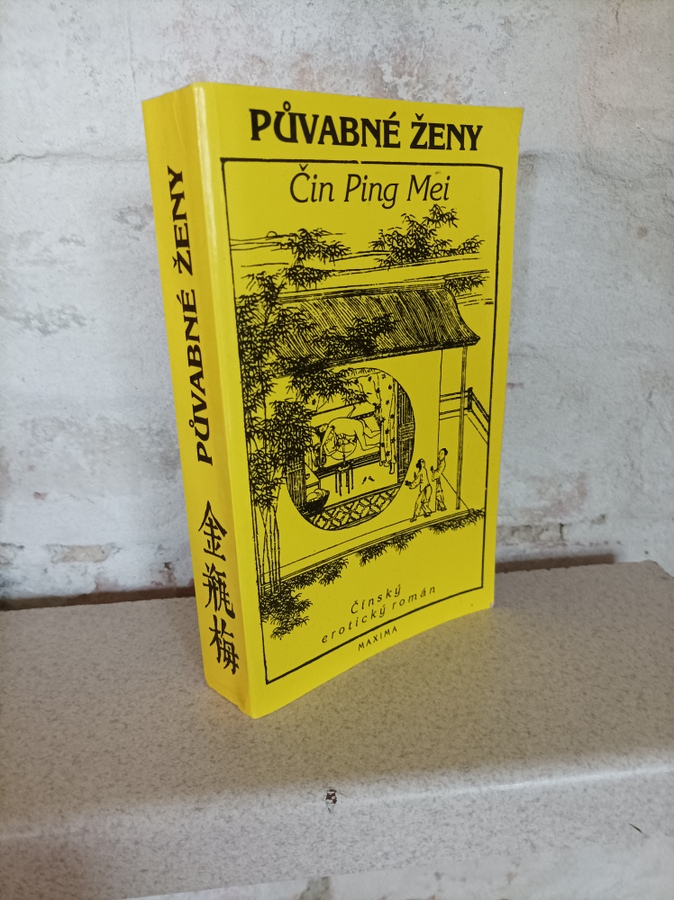 PŮVABNÉ ŽENY
Čin Ping Mei
Čínský
erotický román
MAXIMA
PŮVABNÉ ŽENY
金瓶梅